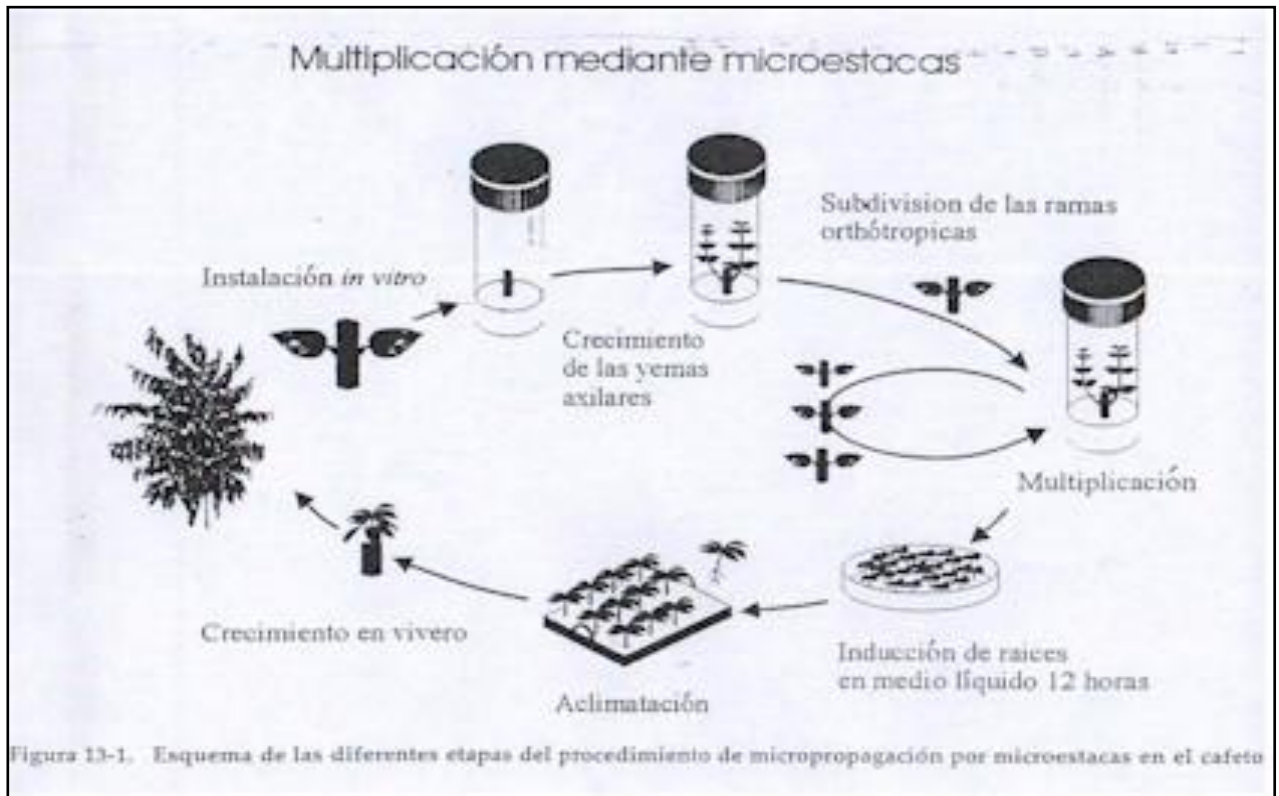 Multiplicación mediante microestacas
Instalación in vitro
Crecimiento
de las yemas
axilares
Subdivision de las ramas
orthótropicas
Multiplicación
Inducción de raices
en medio líquido 12 horas
Aclimatación
Crecimiento en vivero
Figura 13-1. Esquema de las diferentes etapas del procedimiento de micropropagación por microestacas en el cafeto